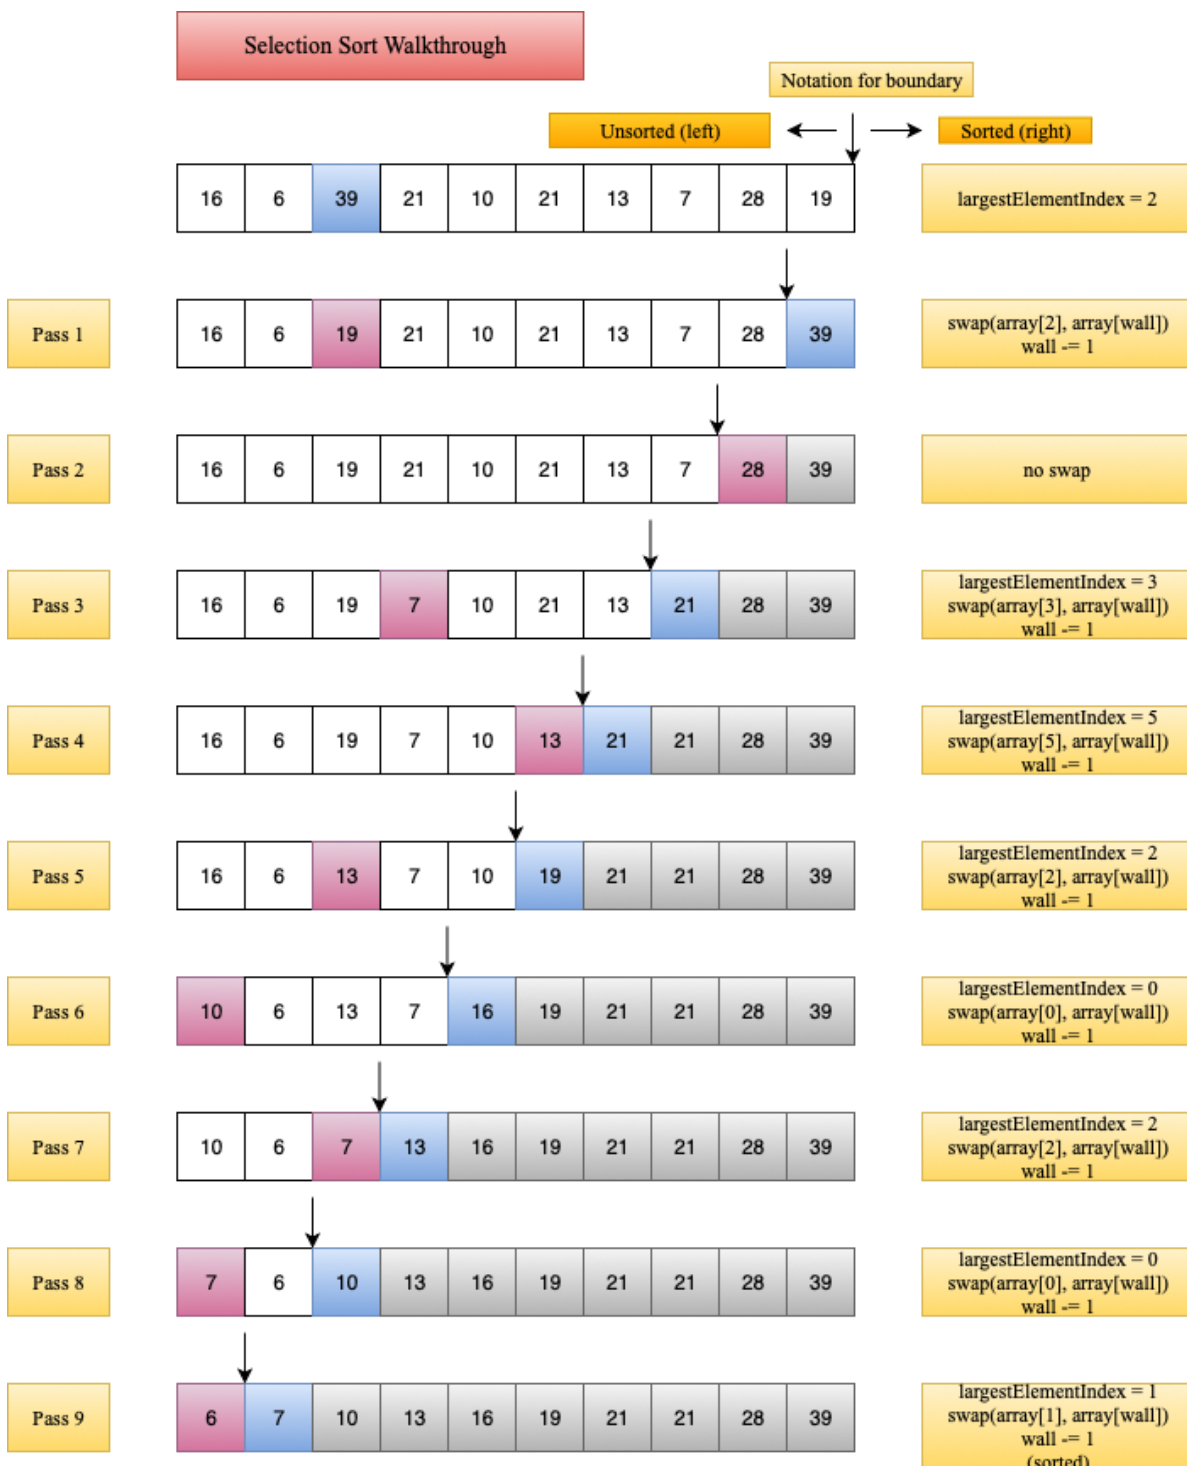 Selection Sort Walkthrough
Notation for boundary
Unsorted (left)
Sorted (right)
16 6 39 21 10 21 13 7 28 19
largestElementIndex = 2
Pass 1
16 6 19 21 10 21 13 7 28 39
swap(array[2], array[wall])
wall -= 1
Pass 2
16 6 19 21 10 21 13 7 28 39
no swap
Pass 3
16 6 19 7 10 21 13 21 28 39
largestElementIndex = 3
swap(array[3], array[wall])
wall -= 1
Pass 4
16 6 19 7 10 13 21 21 28 39
largestElementIndex = 5
swap(array[5], array[wall])
wall -= 1
Pass 5
16 6 13 7 10 19 21 21 28 39
largestElementIndex = 2
swap(array[2], array[wall])
wall -= 1
Pass 6
10 6 13 7 16 19 21 21 28 39
largestElementIndex = 0
swap(array[0], array[wall])
wall -= 1
Pass 7
10 6 7 13 16 19 21 21 28 39
largestElementIndex = 2
swap(array[2], array[wall])
wall -= 1
Pass 8
7 6 10 13 16 19 21 21 28 39
largestElementIndex = 0
swap(array[0], array[wall])
wall -= 1
Pass 9
6 7 10 13 16 19 21 21 28 39
largestElementIndex = 1
swap(array[1], array[wall])
wall -= 1
(sorted)